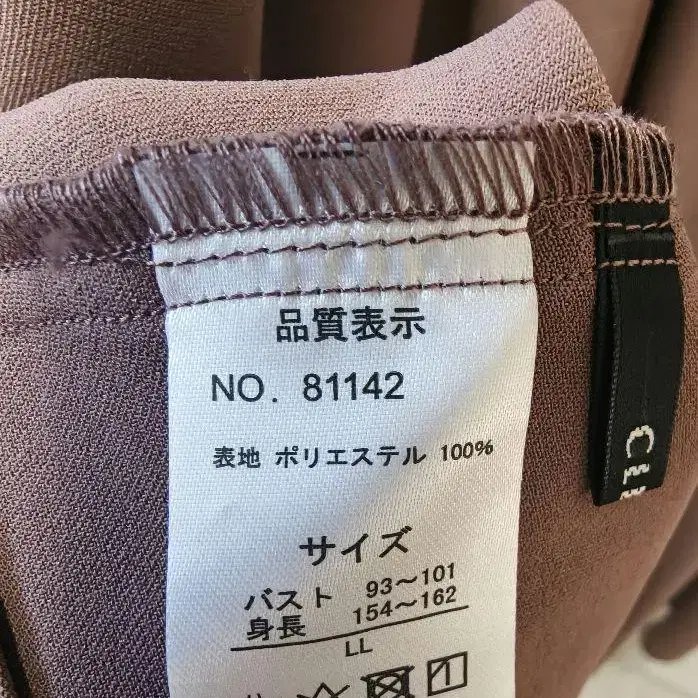 品質表示
NO. 81142
表地 ポリエステル 100%
サイズ
バスト 93～101
身長 154～162
LL